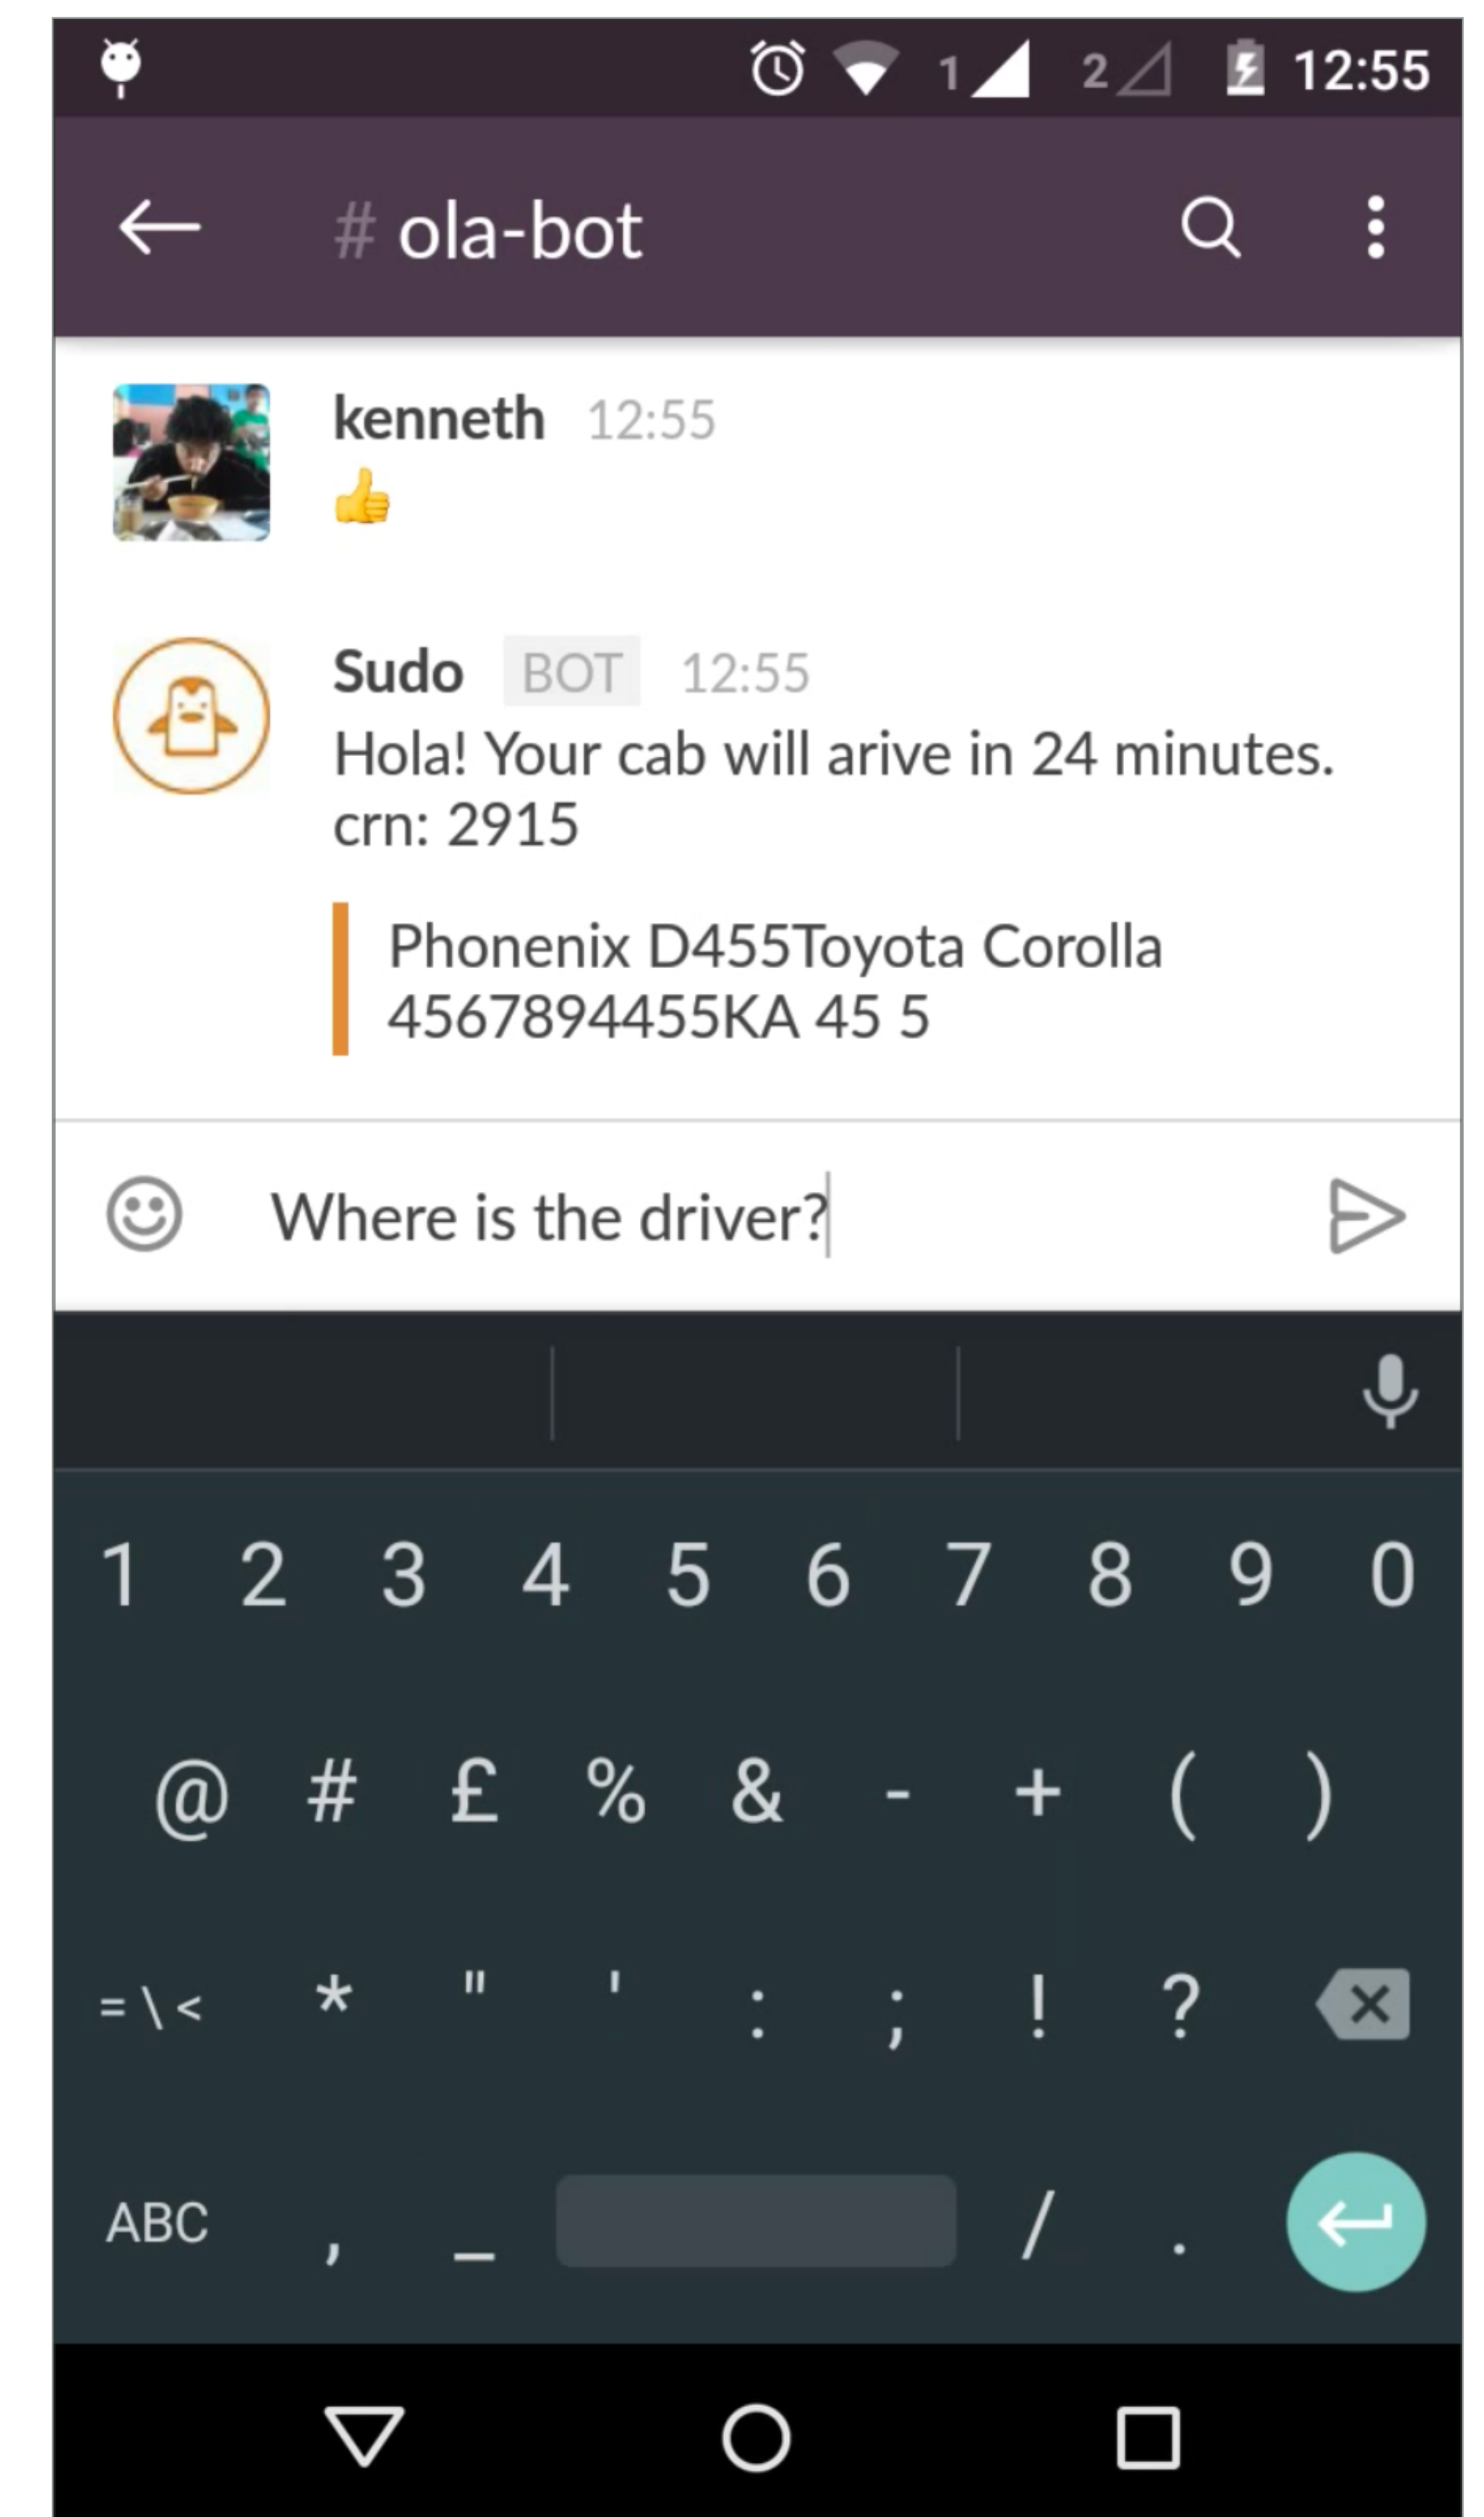 1 2 12:55
# ola-bot
kenneth 12:55
Sudo BOT 12:55
Hola! Your cab will arive in 24 minutes.
crn: 2915
Phonenix D455Toyota Corolla
4567894455KA 45 5
Where is the driver?
1 2 3 4 5 6 7 8 9 0
@ # £ % & - + ( )
= \ < * " ' : ; ! ?
ABC , _ / .